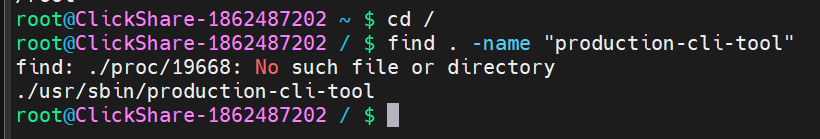 root@ClickShare-1862487202 ~ $ cd /
root@ClickShare-1862487202 / $ find . -name "production-cli-tool"
find: ./proc/19668: No such file or directory
./usr/sbin/production-cli-tool
root@ClickShare-1862487202 / $